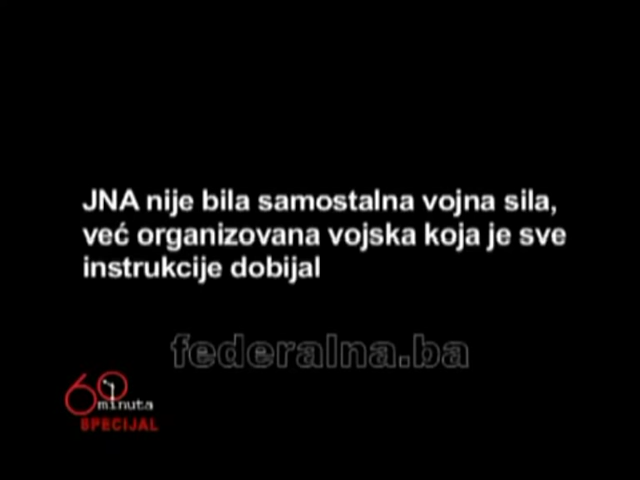 JNA nije bila samostalna vojna sila,
već organizovana vojska koja je sve
instrukcije dobijal
federalna.ba
60
minuta
SPECIJAL